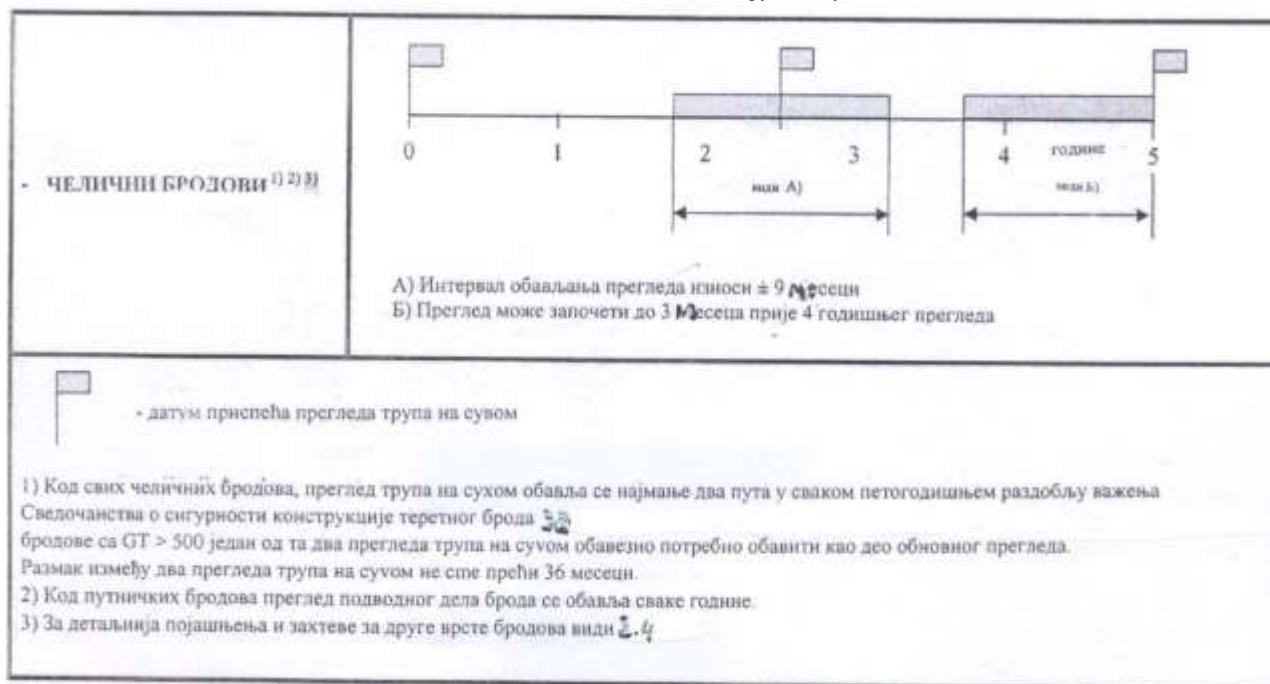 - ЧЕЛИЧНИ БРОДОВИ 1) 2) 3)
0 1 2 3 4 године 5
види А) види Б)
А) Интервал обављања прегледа износи ± 9 месеци
Б) Преглед може започети до 3 месеца прије 4 годишњег прегледа
- датум приспећа прегледа трупа на сувом
1) Код свих челичних бродова, преглед трупа на сухом обавља се најмање два пута у сваком петогодишњем раздобљу важења
Сведочанства о сигурности конструкције теретног брода за
бродове са GT > 500 један од та два прегледа трупа на сувом обавезно потребно обавити као део обновног прегледа.
Размак између два прегледа трупа на сувом не сме прећи 36 месеци.
2) Код путничких бродова преглед подводног дела брода се обавља сваке године.
3) За детаљнија појашњења и захтеве за друге врсте бродова види 2.4